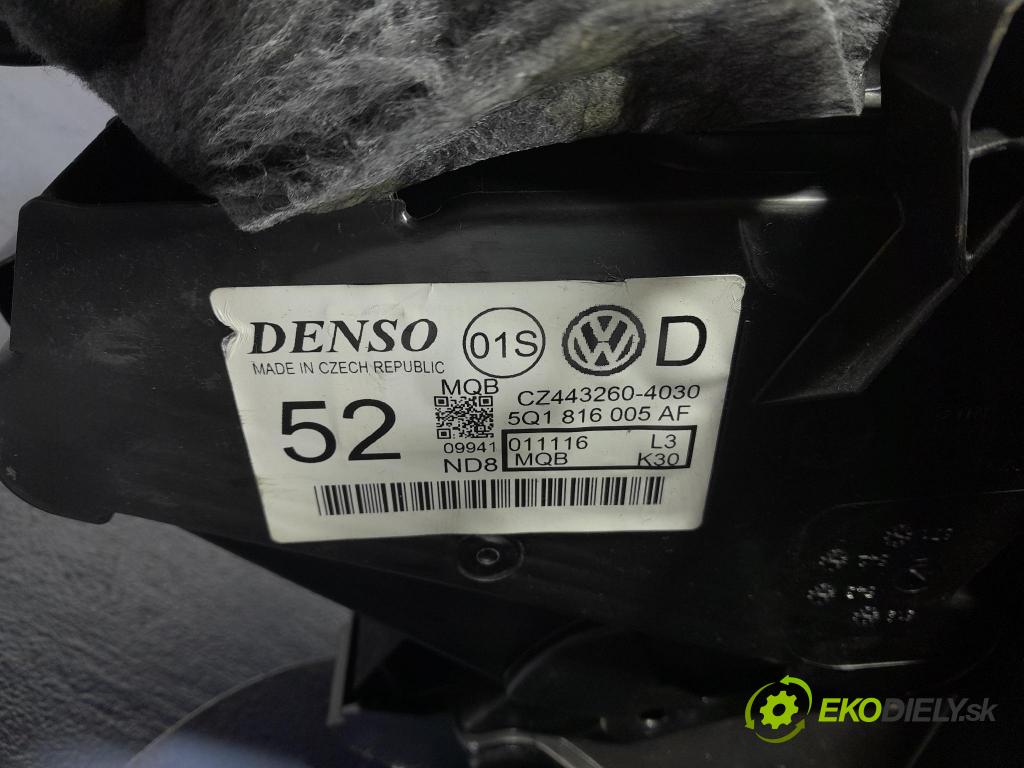 DENSO
MADE IN CZECH REPUBLIC
01S
VW
D
MQB
CZ443260-4030
52
5Q1 816 005 AF
09941
011116 L3
ND8
MQB K30
EKODIELY.sk